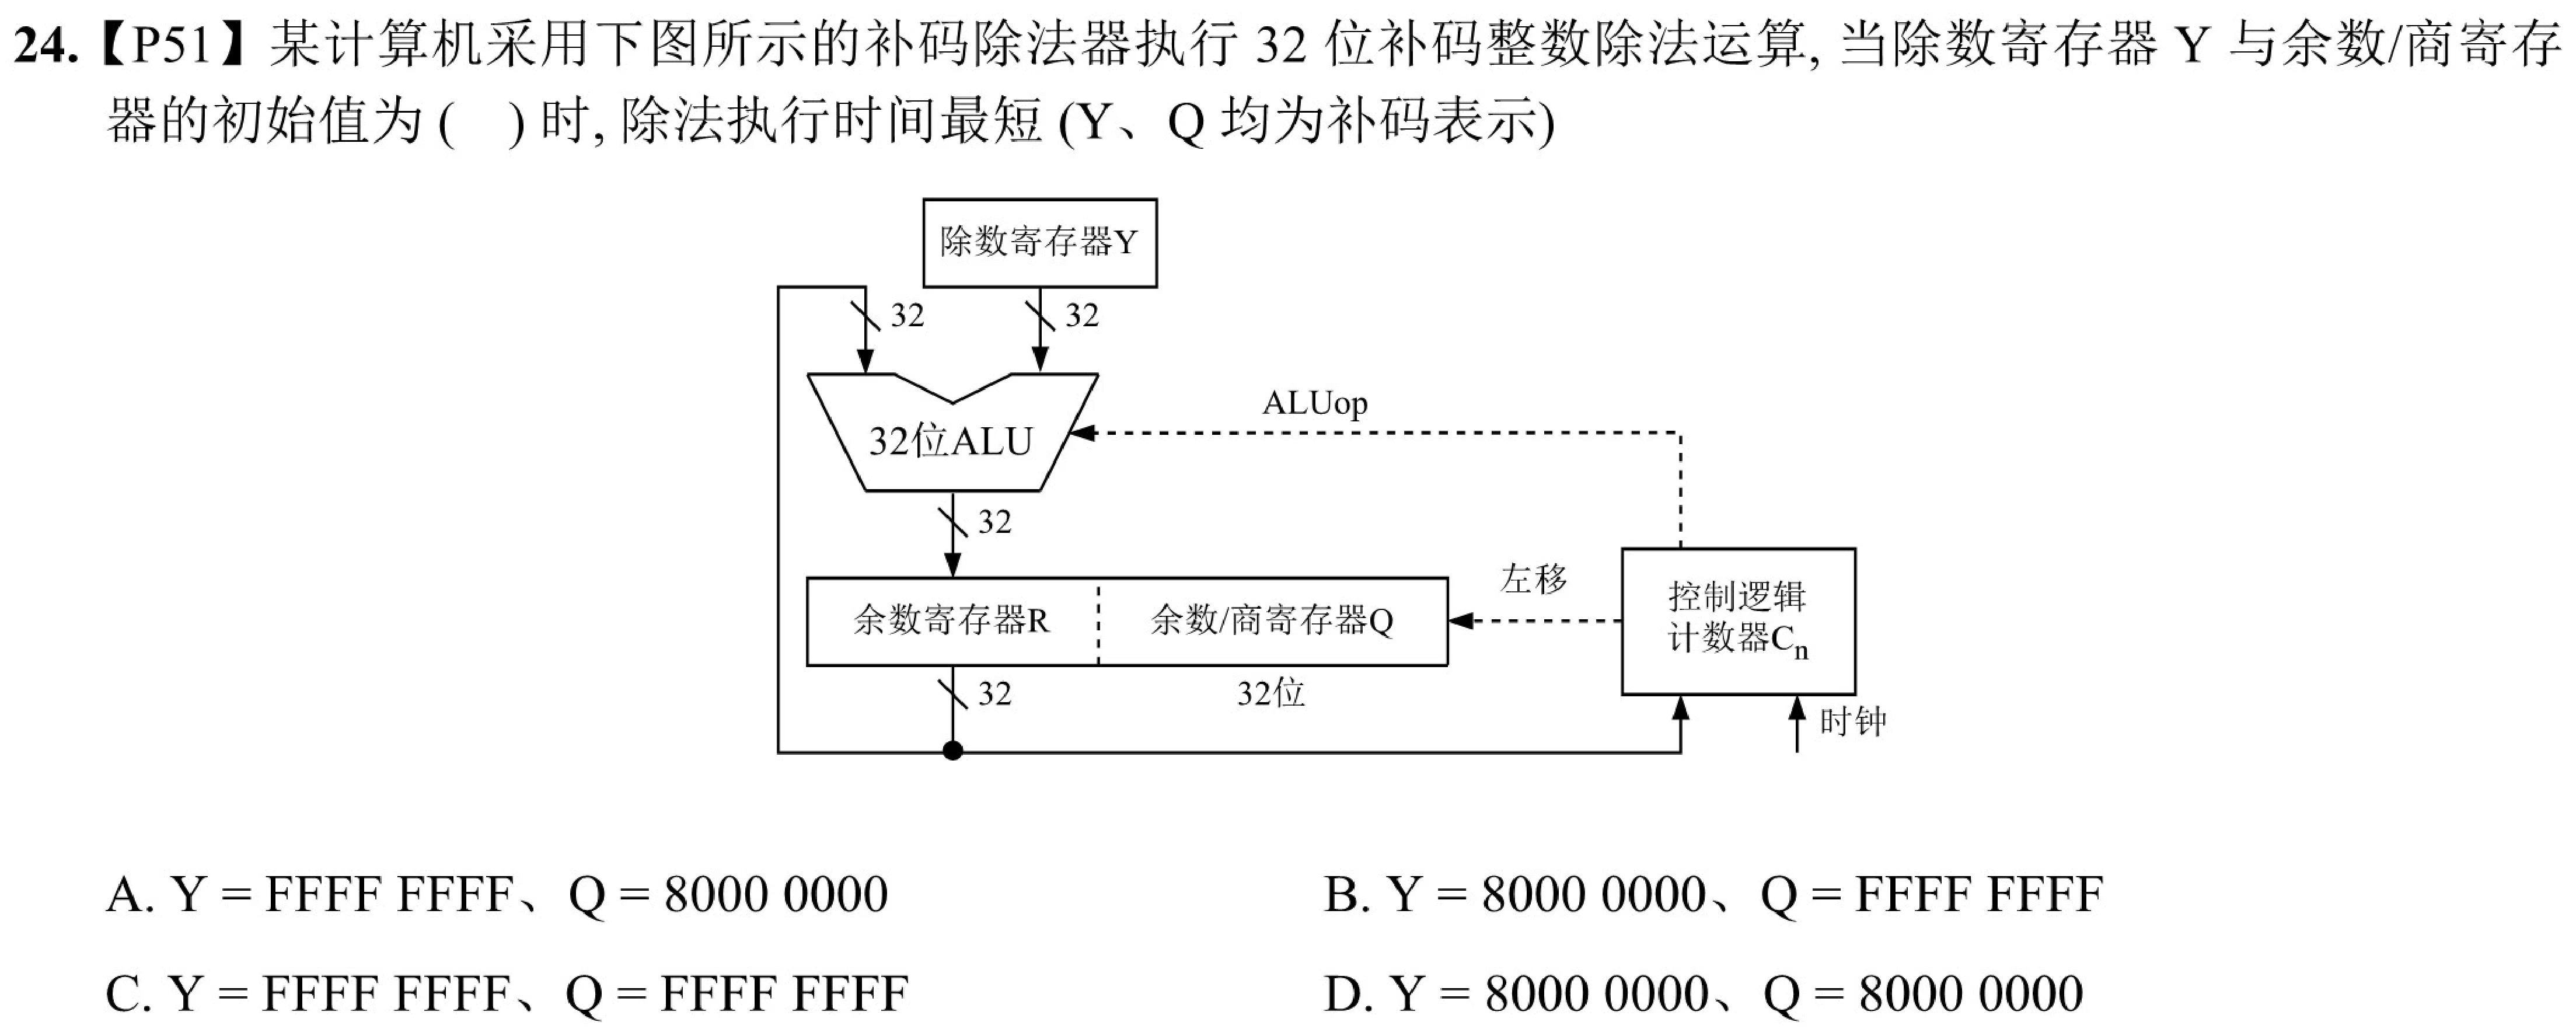 24.【P51】某计算机采用下图所示的补码除法器执行 32 位补码整数除法运算, 当除数寄存器 Y 与余数/商寄存
器的初始值为 ( ) 时, 除法执行时间最短 (Y、Q 均为补码表示)
除数寄存器Y
32 32
ALUop
32位ALU
32
左移
余数寄存器R 余数/商寄存器Q
控制逻辑
计数器Cn
32 32位
时钟
A. Y = FFFF FFFF、Q = 8000 0000 B. Y = 8000 0000、Q = FFFF FFFF
C. Y = FFFF FFFF、Q = FFFF FFFF D. Y = 8000 0000、Q = 8000 0000